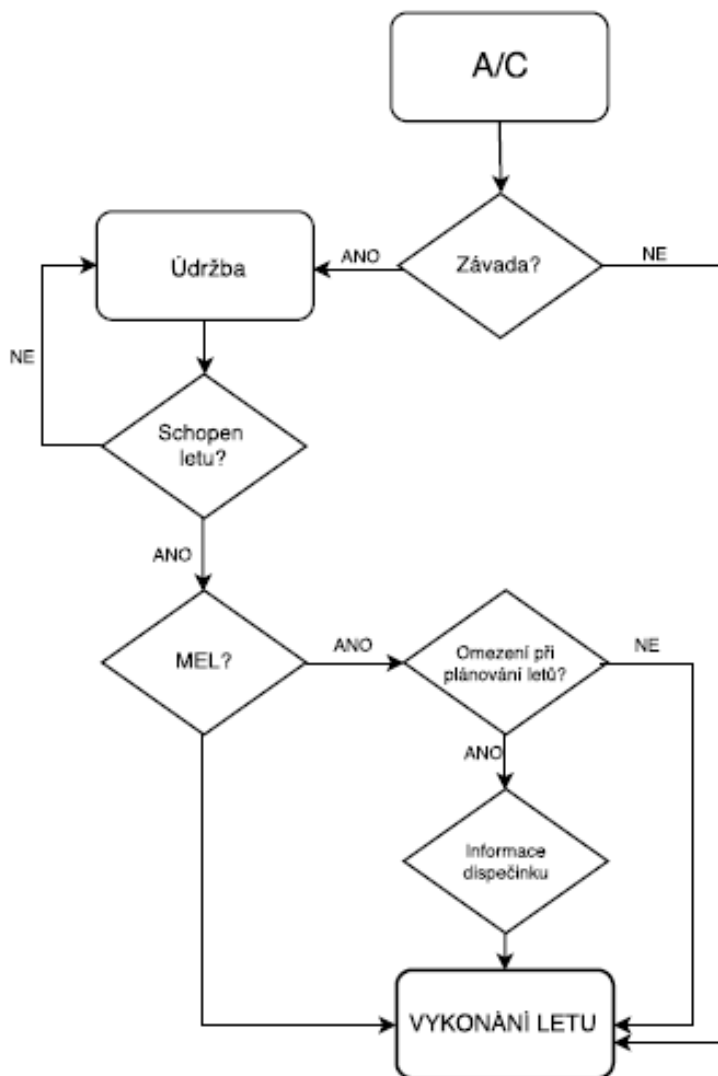 A/C
Závada?
ANO
NE
Údržba
NE
Schopen
letu?
ANO
MEL?
ANO
Omezení při
plánování letů?
NE
ANO
Informace
dispečinku
VYKONÁNÍ LETU